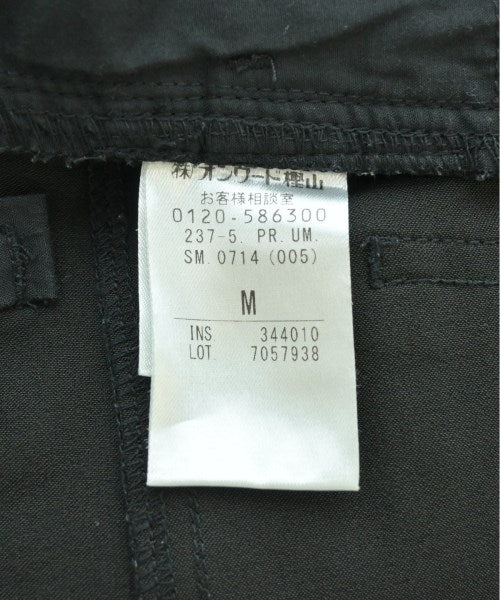 ㈱オンワード樫山
お客様相談室
0120-586300
237-5. PR. UM.
SM. 0714 (005)
M
INS 344010
LOT 7057938